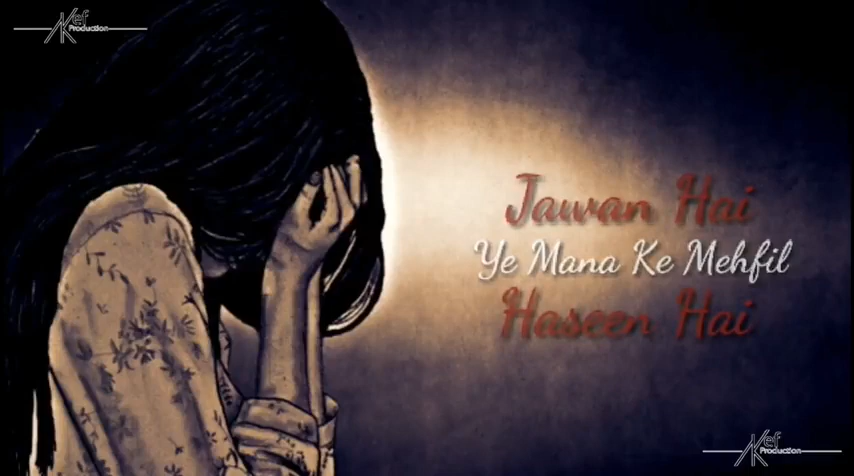 Kef
Production
Jawan Hai
Ye Mana Ke Mehfil
Haseen Hai
Kef
Production